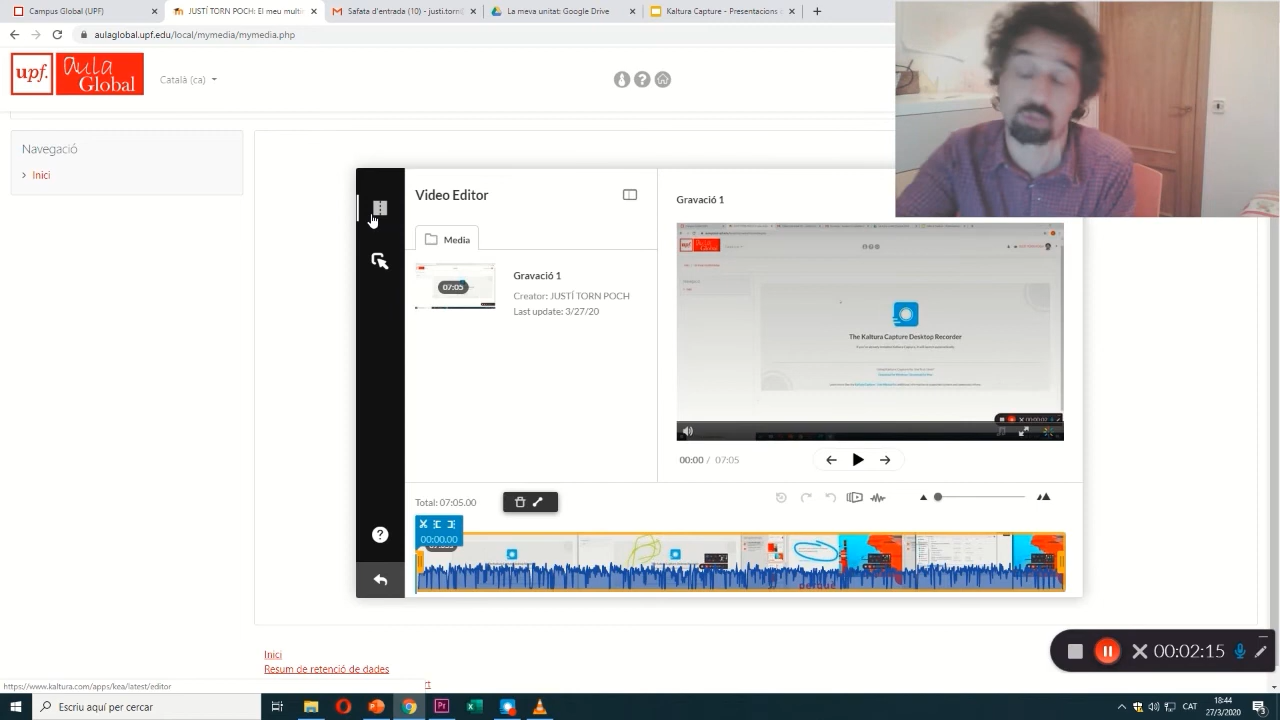 Campus Global (UPF)
JUSTÍ TORN POCH: El meu multi
Safata d'entrada (10) - justi.torn@
La meva unitat: Google Drive
Kaltura Capture - Presentacions d
aulaglobal.upf.edu/local/mymedia/mymedia.php
upf.
aula
Global
Català (ca)
Navegació
Inici
Video Editor
Media
07:05
Gravació 1
Creator: JUSTÍ TORN POCH
Last update: 3/27/20
Gravació 1
upf.
The Kaltura Capture Desktop Recorder
00:00 / 07:05
Total: 07:05.00
00:00.00
perquè
Inici
Resum de retenció de dades
https://www.kaltura.com/apps/kea/latest/editor
00:02:15
Escriu aquí per cercar
CAT
18:44
27/3/2020